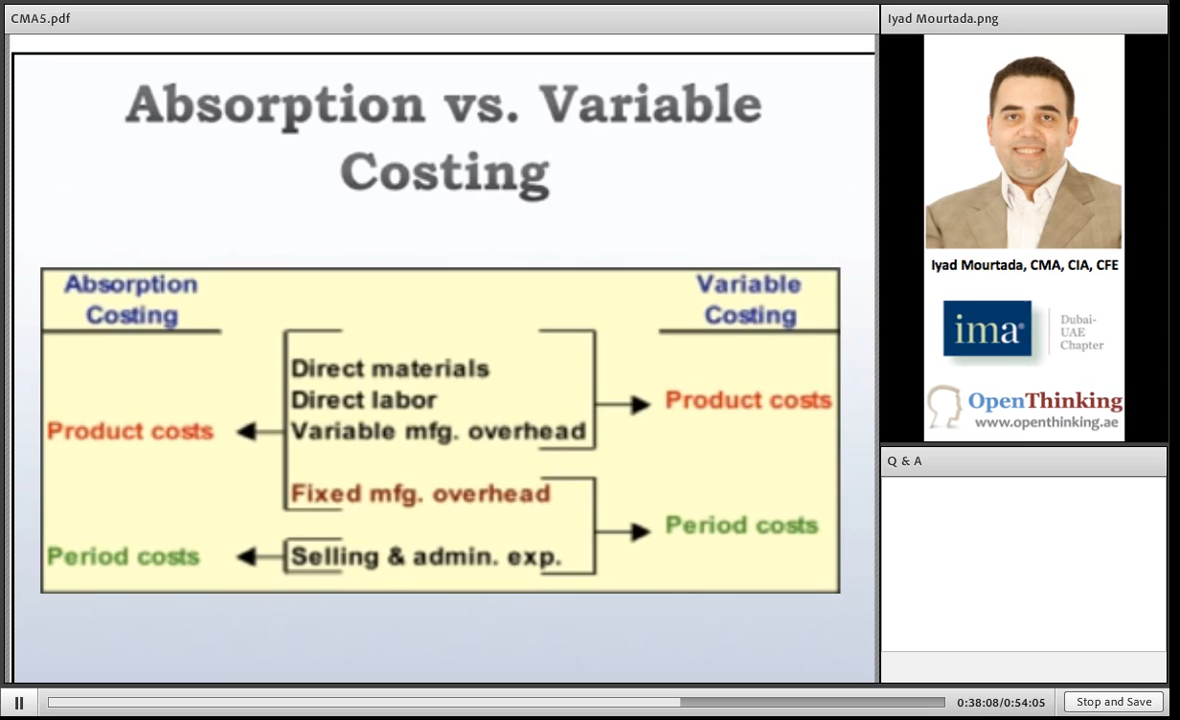 CMA5.pdf
Absorption vs. Variable
Costing
Absorption
Costing
Variable
Costing
Direct materials
Direct labor
Variable mfg. overhead
Product costs
Product costs
Fixed mfg. overhead
Period costs
Period costs
Selling & admin. exp.
Iyad Mourtada.png
Iyad Mourtada, CMA, CIA, CFE
ima®
Dubai-
UAE
Chapter
OpenThinking
www.openthinking.ae
Q & A
0:38:08/0:54:05
Stop and Save